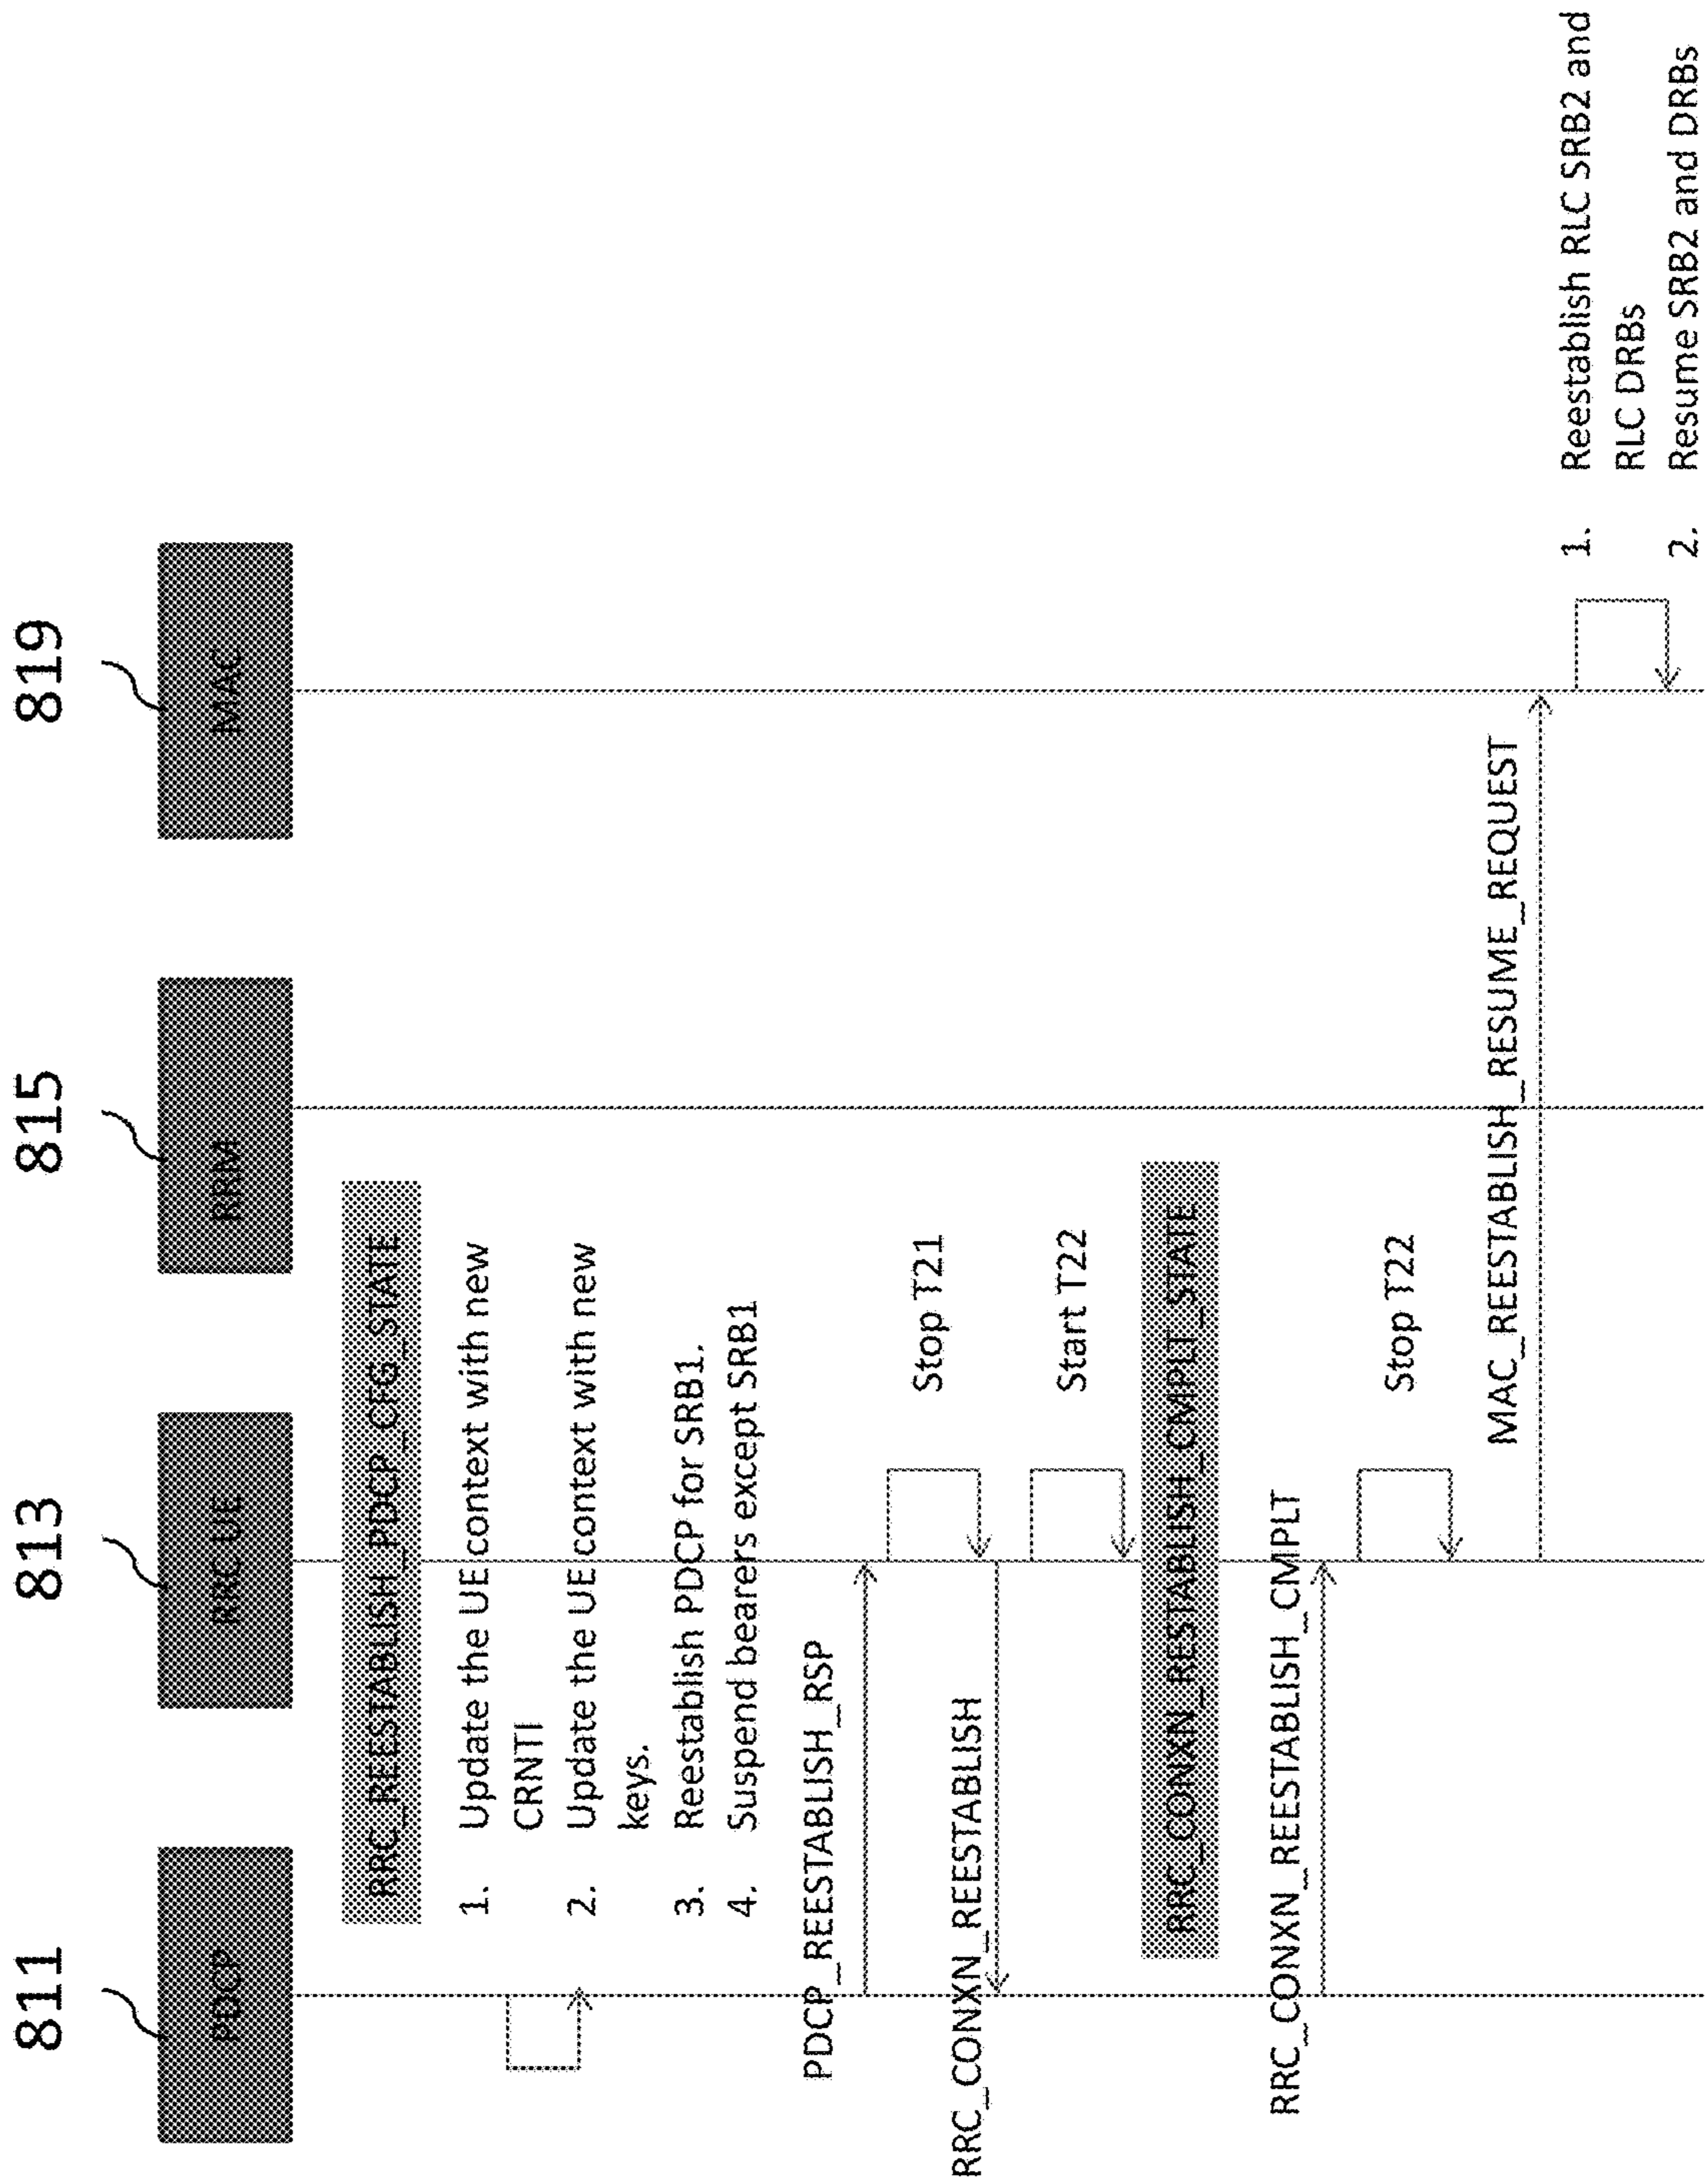 811
813
815
819
PDCP
RRCUE
RRM
MAC
RRC_REESTABLISH_PDCP_CFG_STATE
1. Update the UE context with new
CRNTI
2. Update the UE context with new
keys.
3. Reestablish PDCP for SRB1.
4. Suspend bearers except SRB1
PDCP_REESTABLISH_RSP
Stop T21
RRC_CONXN_REESTABLISH
Start T22
RRC_CONXN_RESTABLISH_CMPLT_STATE
RRC_CONXN_REESTABLISH_CMPLT
Stop T22
MAC_REESTABLISH_RESUME_REQUEST
1. Reestablish RLC SRB2 and
RLC DRBs
2. Resume SRB2 and DRBs